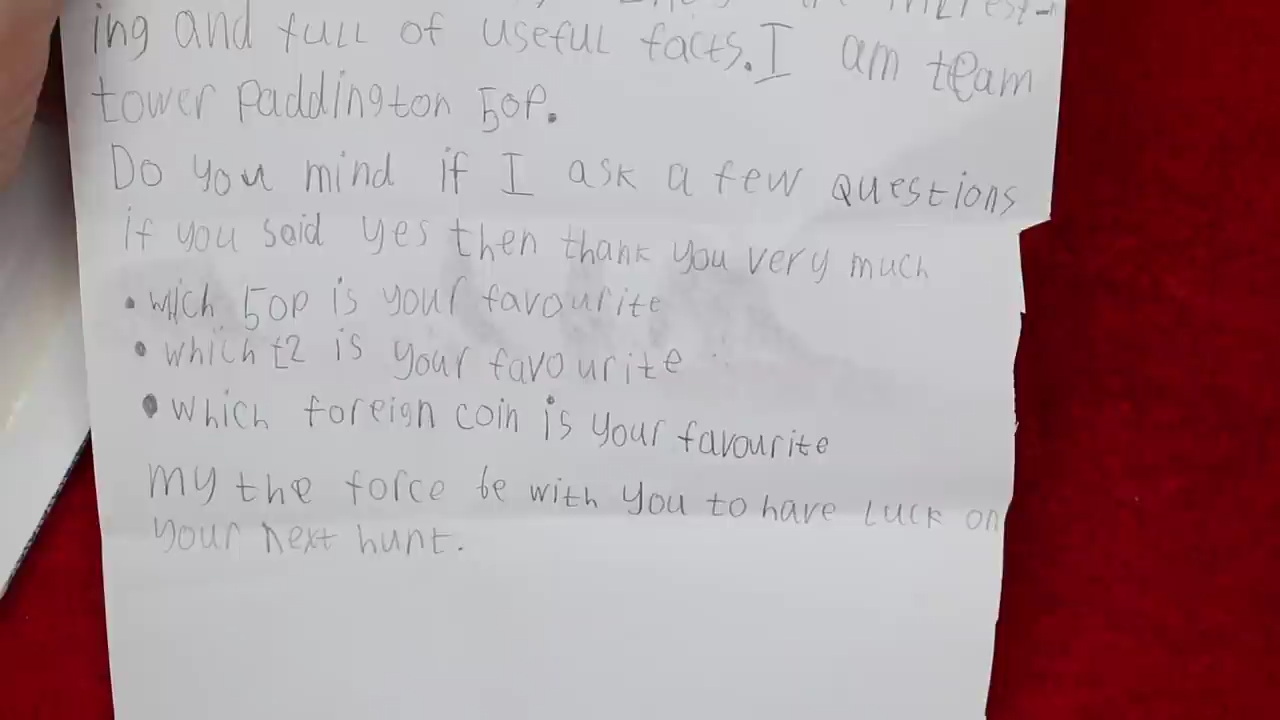 ing and full of useful facts. I am team
tower Paddington 50P.
Do you mind if I ask a few questions
if you said yes then thank you very much
• wich 50p is your favourite
• which £2 is your favourite
• which foreign coin is your favourite
my the force be with you to have luck on
your next hunt.